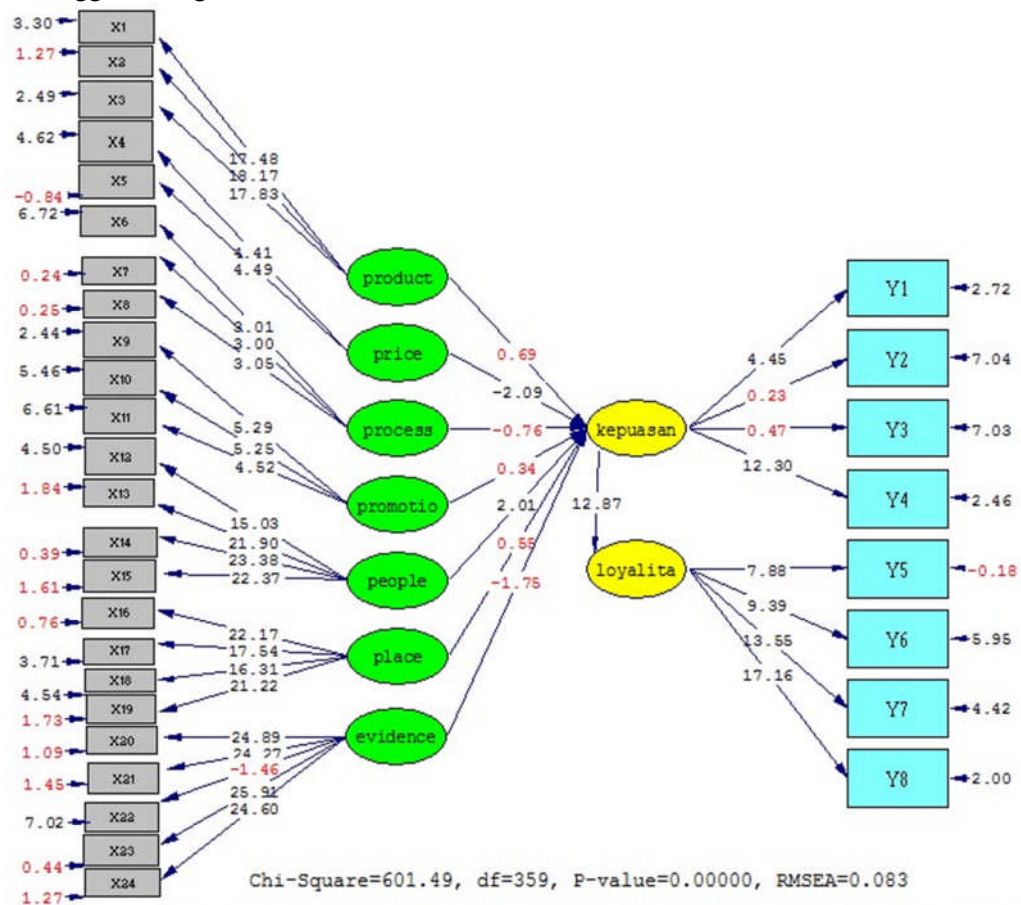 3.30
X1
1.27
X2
2.49
X3
4.62
X4
-0.84
X5
6.72
X6
0.24
X7
0.25
X8
2.44
X9
5.46
X10
6.61
X11
4.50
X12
1.84
X13
0.39
X14
1.61
X15
0.76
X16
3.71
X17
4.54
X18
1.73
X19
1.09
X20
1.45
X21
7.02
X22
0.44
X23
1.27
X24
17.48
18.17
17.83
4.41
4.49
3.01
3.00
3.05
5.29
5.25
4.52
15.03
21.90
23.38
22.37
22.17
17.54
16.31
21.22
24.89
24.27
-1.46
25.91
24.60
product
price
process
promotio
people
place
evidence
0.69
-2.09
-0.76
0.34
2.01
0.55
-1.75
kepuasan
12.87
loyalita
4.45
0.23
0.47
12.30
7.88
9.39
13.55
17.16
Y1
2.72
Y2
7.04
Y3
7.03
Y4
2.46
Y5
-0.18
Y6
5.95
Y7
4.42
Y8
2.00
Chi-Square=601.49, df=359, P-value=0.00000, RMSEA=0.083